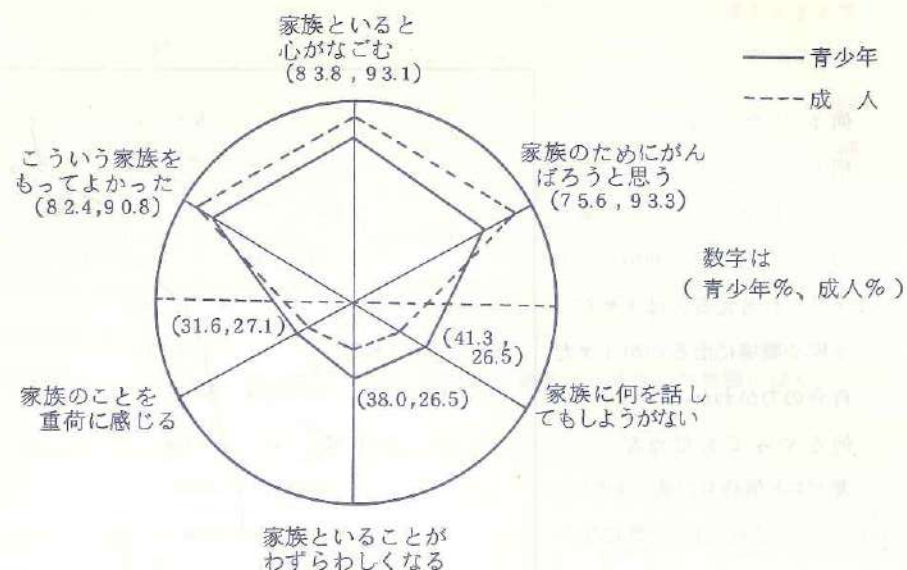 家族といると
心がなごむ
(83.8,93.1)
青少年
成人
こういう家族を
もってよかった
(82.4,90.8)
家族のためにがん
ばろうと思う
(75.6,93.3)
数字は
(青少年%、成人%)
(31.6,27.1)
(41.3,
26.5)
家族のことを
重荷に感じる
(38.0,26.5)
家族に何を話し
てもしようがない
家族といることが
わずらわしくなる